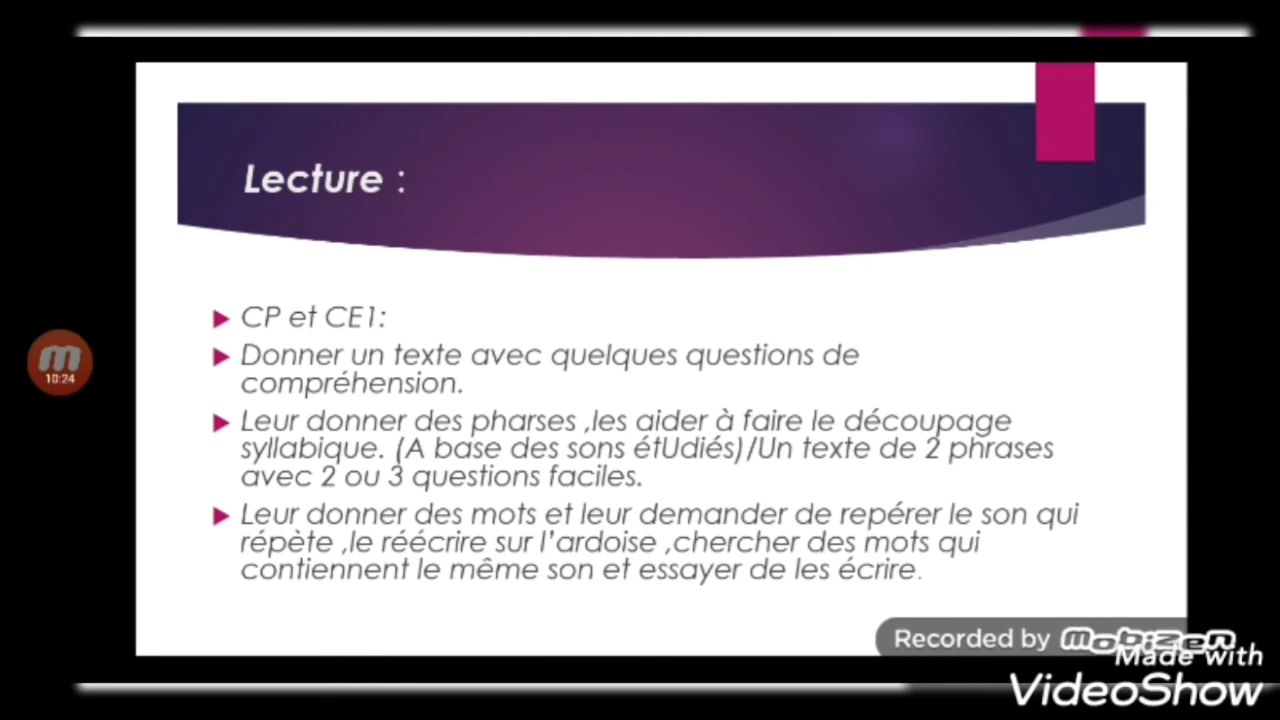 Lecture :
CP et CE1:
Donner un texte avec quelques questions de
compréhension.
Leur donner des pharses ,les aider à faire le découpage
syllabique. (A base des sons étUdiés)/Un texte de 2 phrases
avec 2 ou 3 questions faciles.
Leur donner des mots et leur demander de repérer le son qui
répète ,le réécrire sur l’ardoise ,chercher des mots qui
contiennent le même son et essayer de les écrire.
m
10:24
Recorded by mobizen
Made with
VideoShow